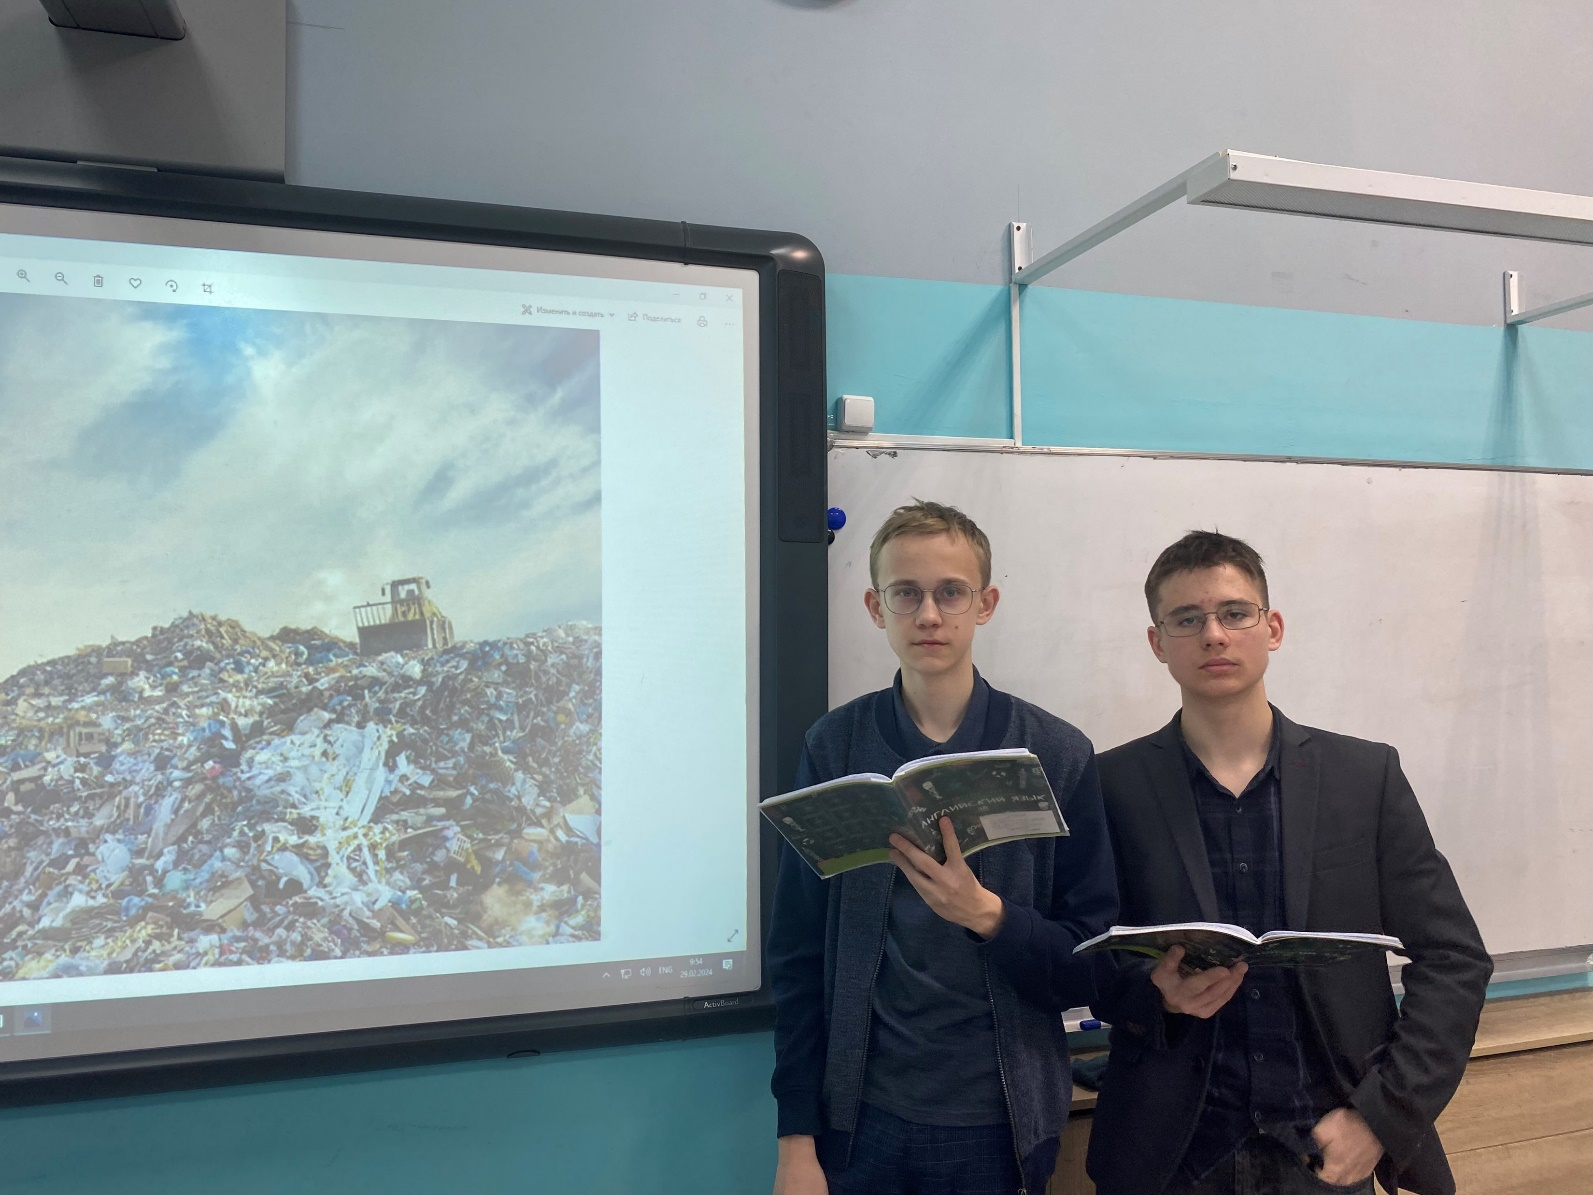 Изменить и создать
Поделиться
ENG
9:54
29.02.2024
ActivBoard
АНГЛИЙСКИЙ ЯЗЫК